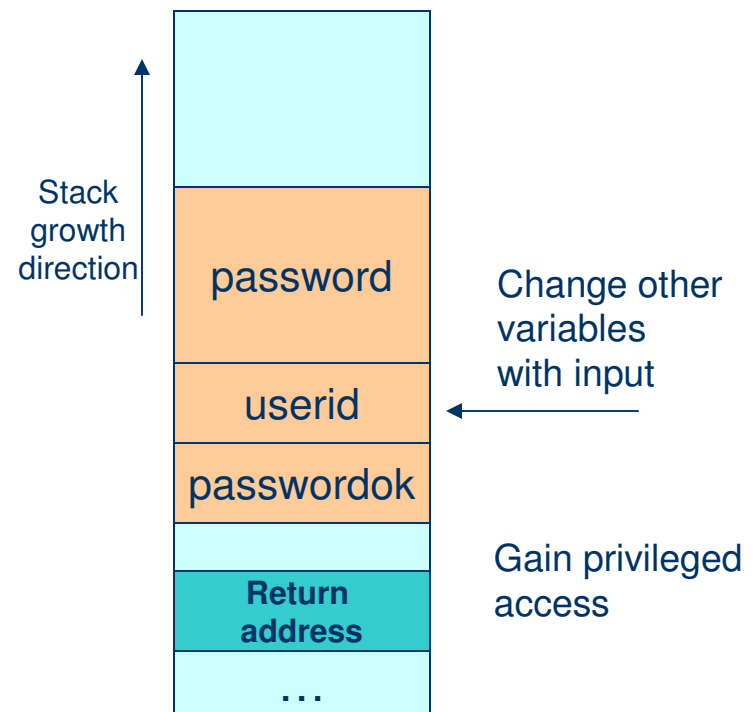 Stack
growth
direction
password
Change other
variables
with input
userid
passwordok
Gain privileged
access
Return
address
...